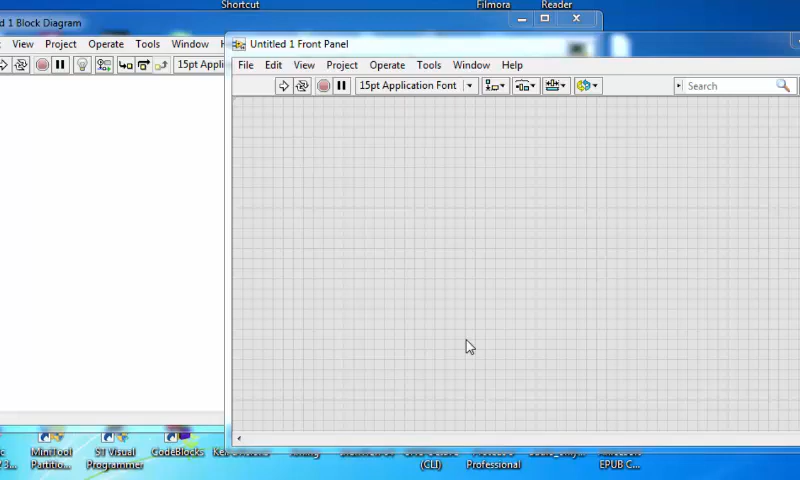 Shortcut
Filmora
Reader
d 1 Block Diagram
View Project Operate Tools Window
15pt Appli
Untitled 1 Front Panel
File Edit View Project Operate Tools Window Help
15pt Application Font
Search
MiniTool
Partitio...
ST Visual
Programmer
CodeBlocks
(CLI)
Professional
EPUB C...